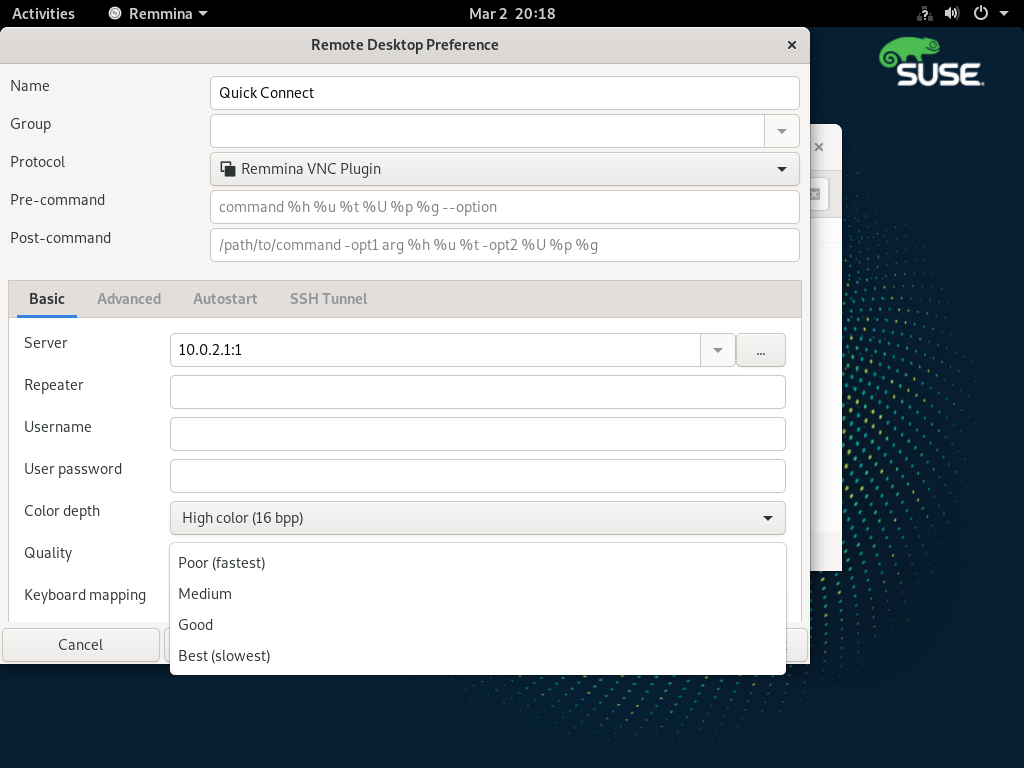 Activities Remmina Mar 2 20:18
Remote Desktop Preference
SUSE
Name Quick Connect
Group
Protocol Remmina VNC Plugin
Pre-command command %h %u %t %U %p %g --option
Post-command /path/to/command -opt1 arg %h %u %t -opt2 %U %p %g
Basic Advanced Autostart SSH Tunnel
Server 10.0.2.1:1 ...
Repeater
Username
User password
Color depth High color (16 bpp)
Quality
Poor (fastest)
Keyboard mapping Medium
Good
Cancel
Best (slowest)